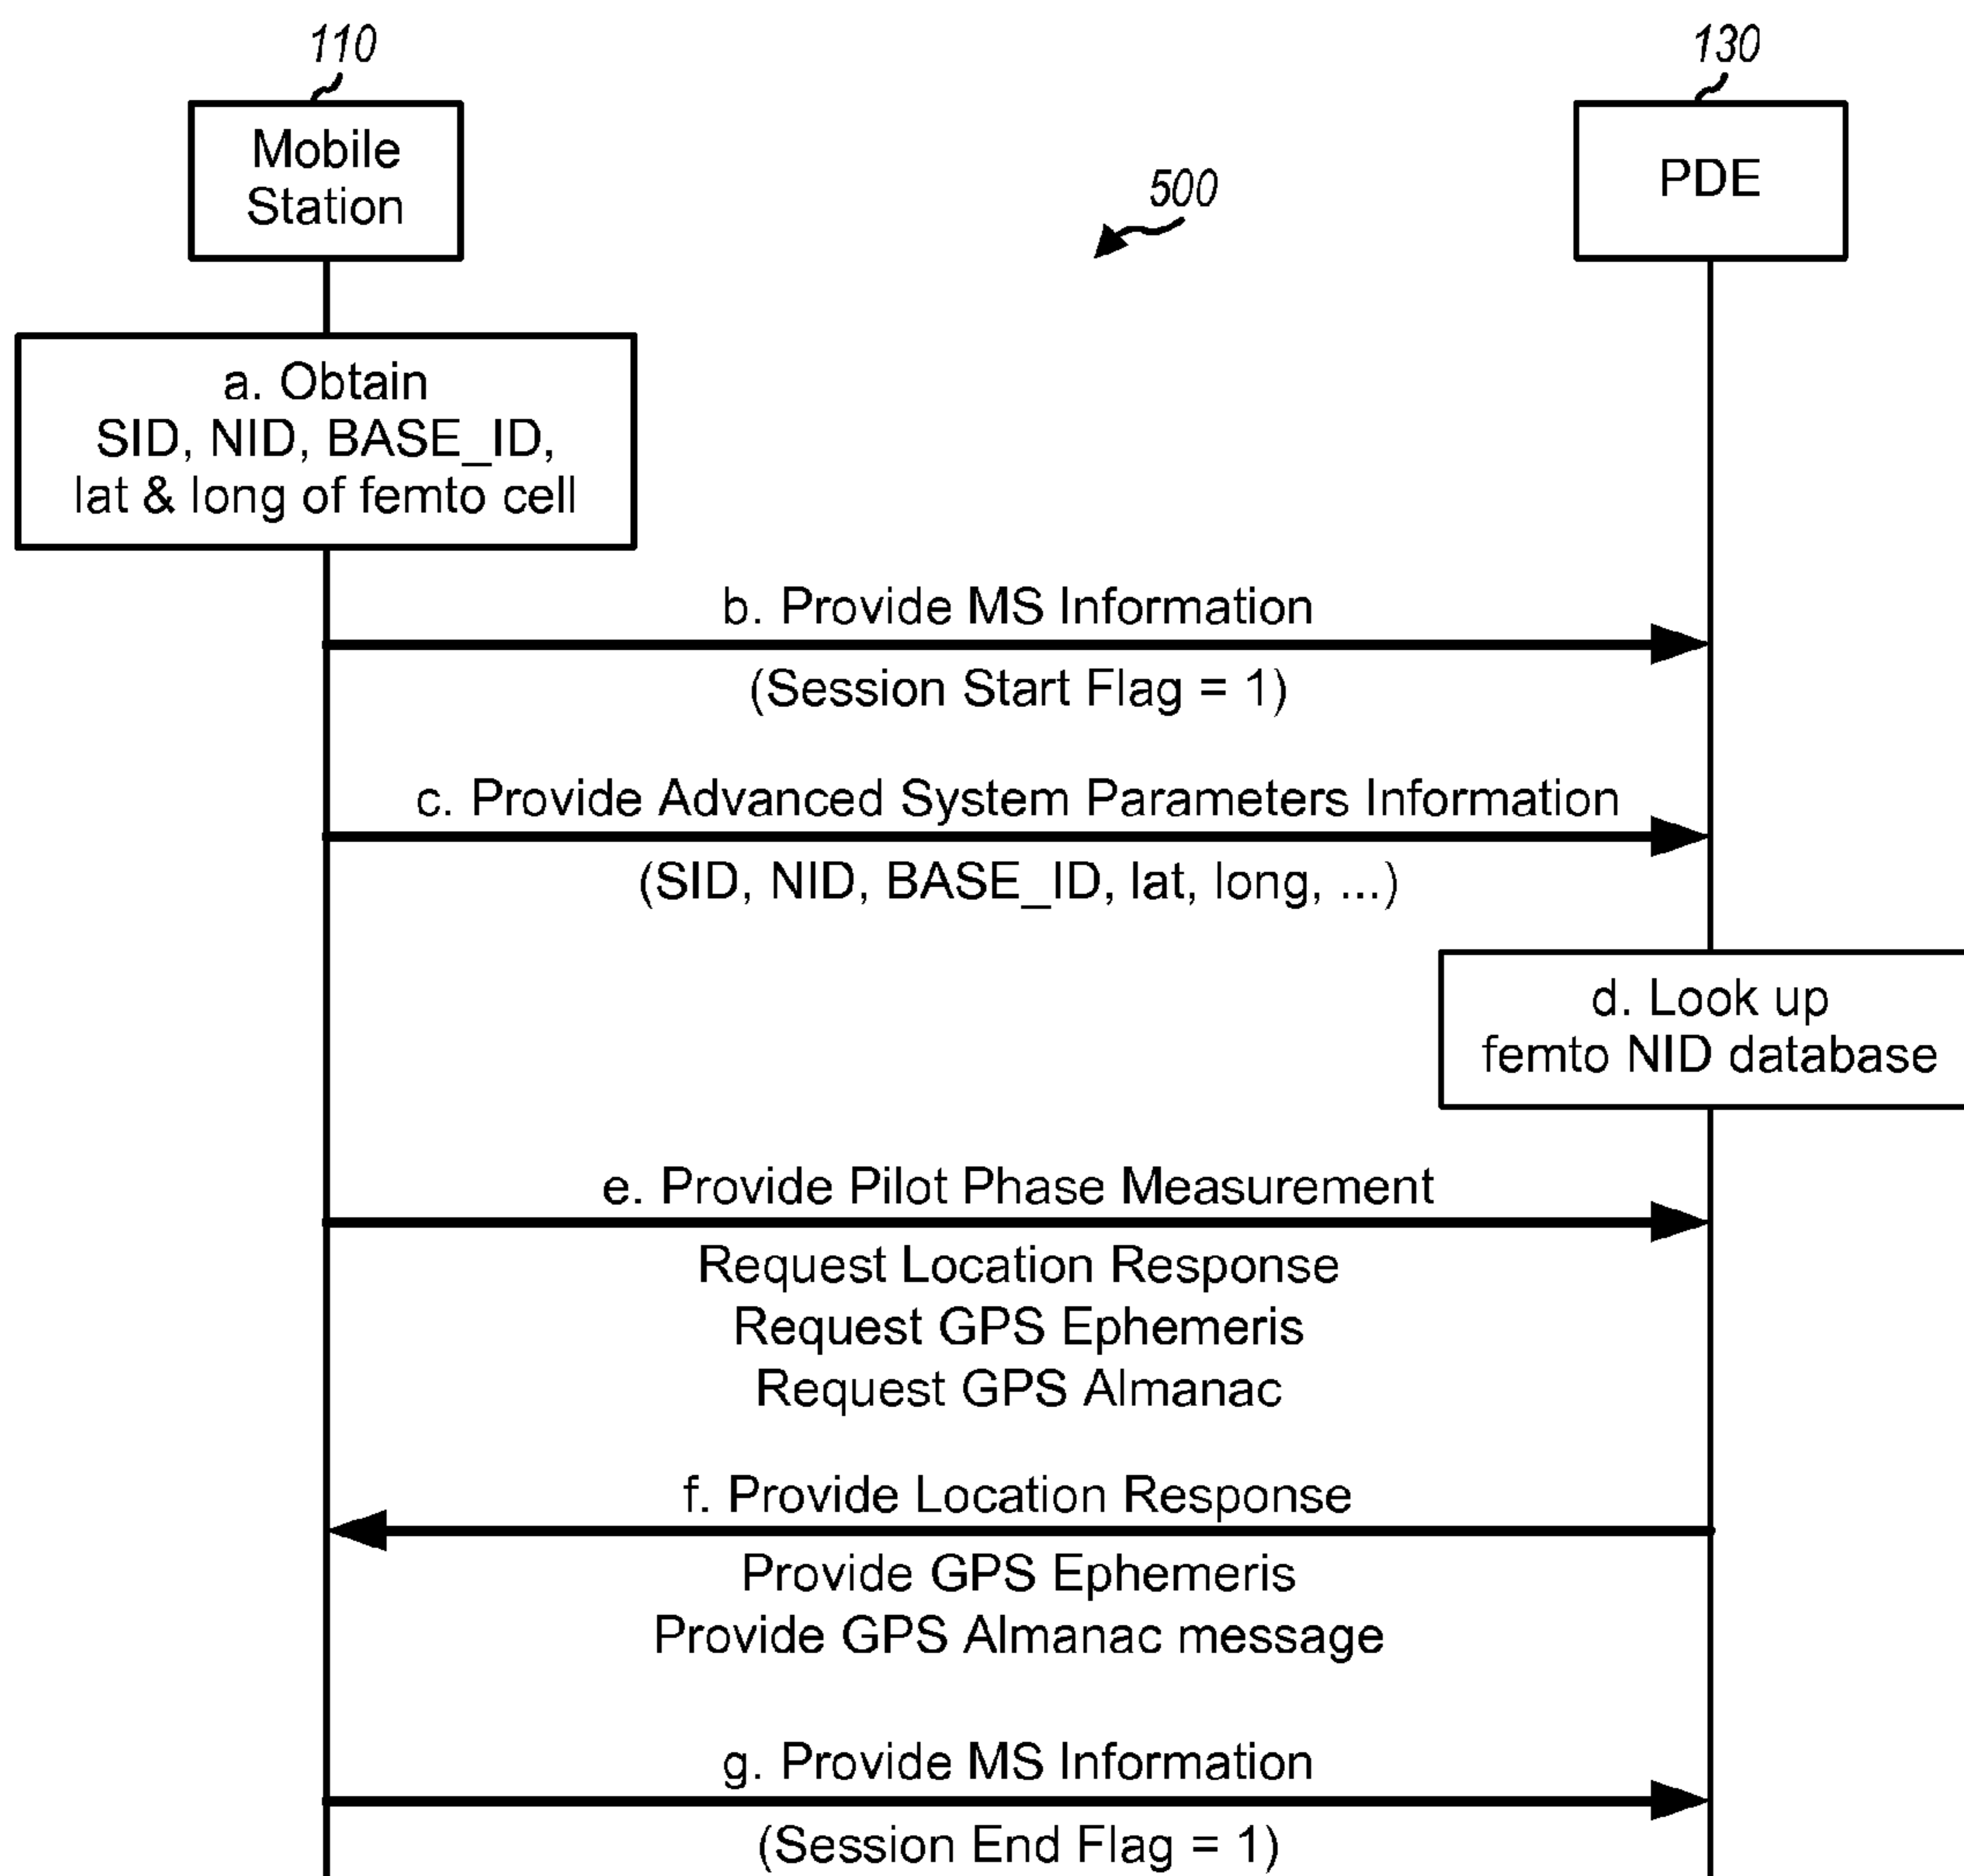 110
130
Mobile
Station
500
PDE
a. Obtain
SID, NID, BASE_ID,
lat & long of femto cell
b. Provide MS Information
(Session Start Flag = 1)
c. Provide Advanced System Parameters Information
(SID, NID, BASE_ID, lat, long, ...)
d. Look up
femto NID database
e. Provide Pilot Phase Measurement
Request Location Response
Request GPS Ephemeris
Request GPS Almanac
f. Provide Location Response
Provide GPS Ephemeris
Provide GPS Almanac message
g. Provide MS Information
(Session End Flag = 1)